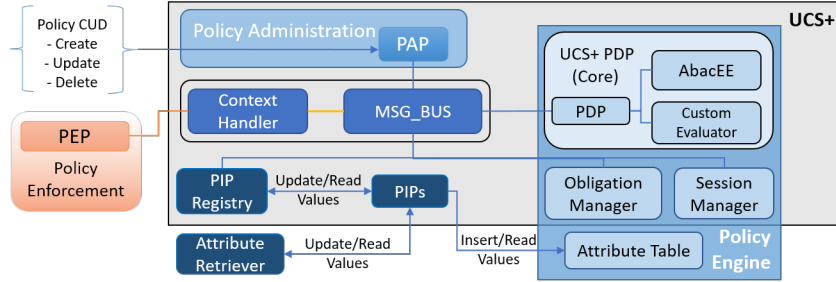 Policy CUD
- Create
- Update
- Delete
Policy Administration
PAP
UCS+
UCS+ PDP
(Core)
AbacEE
PDP
Custom
Evaluator
Context
Handler
MSG_BUS
PEP
Policy
Enforcement
PIP
Registry
Update/Read
Values
PIPs
Obligation
Manager
Session
Manager
Attribute
Retriever
Update/Read
Values
Insert/Read
Values
Attribute Table
Policy
Engine